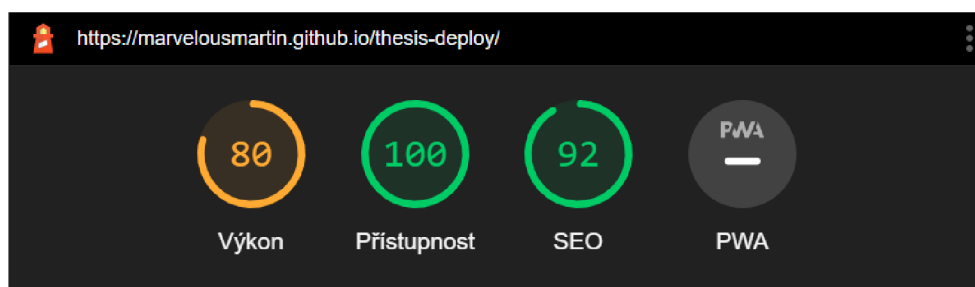 https://marvelousmartin.github.io/thesis-deploy/
80 100 92 PWA
Výkon Přístupnost SEO PWA